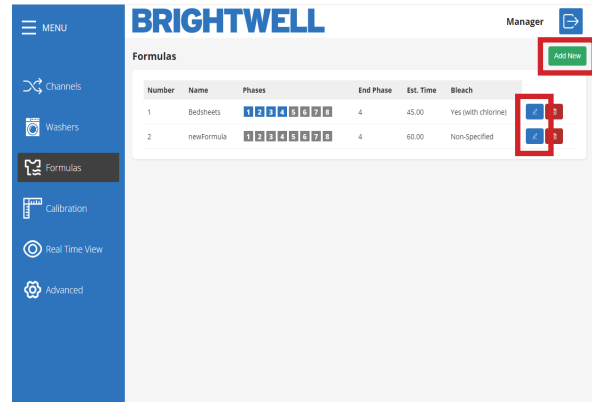 MENU
BRIGHTWELL
Manager
Formulas
Add New
Channels
Washers
Formulas
Calibration
Real Time View
Advanced
Number Name Phases End Phase Est. Time Bleach
1 Bedsheets 1 2 3 4 5 6 7 8 4 45.00 Yes (with chlorine)
2 newFormula 1 2 3 4 5 6 7 8 4 60.00 Non-Specified